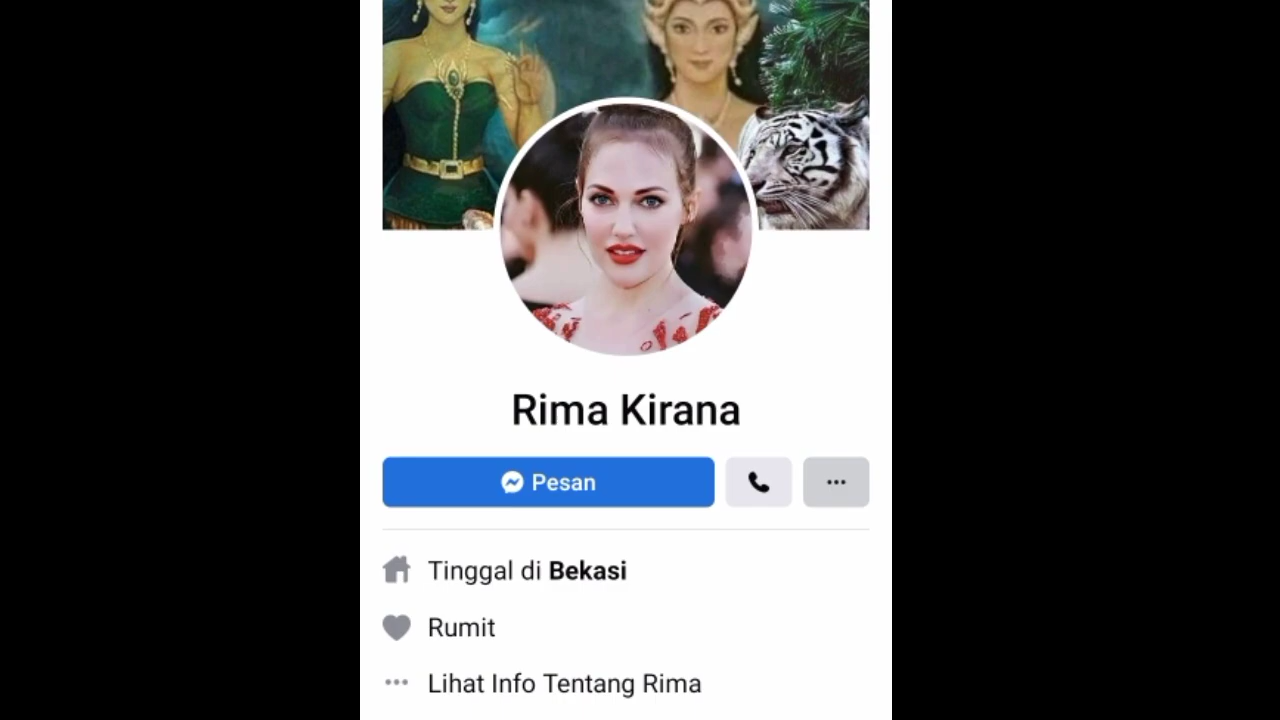 Rima Kirana
Pesan
Tinggal di Bekasi
Rumit
Lihat Info Tentang Rima